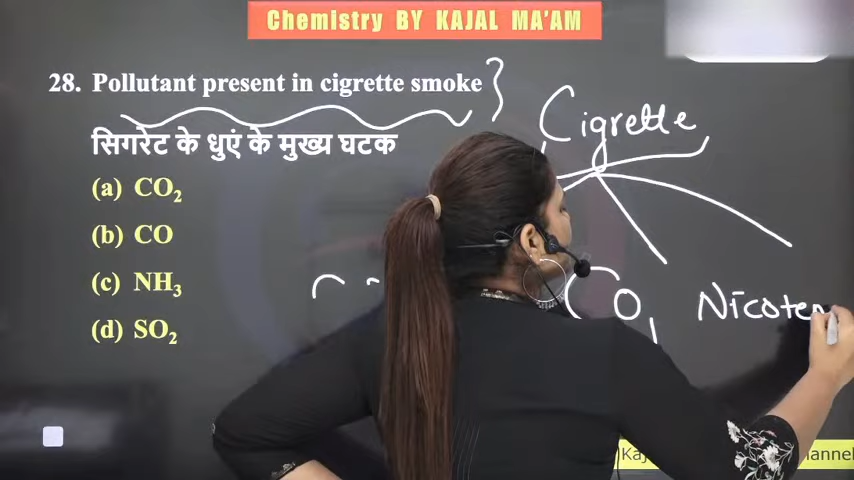 Chemistry BY KAJAL MA'AM
28. Pollutant present in cigrette smoke
सिगरेट के धुएं के मुख्य घटक
(a) CO₂
(b) CO
(c) NH₃
(d) SO₂
Cigrette
CO, Nicote